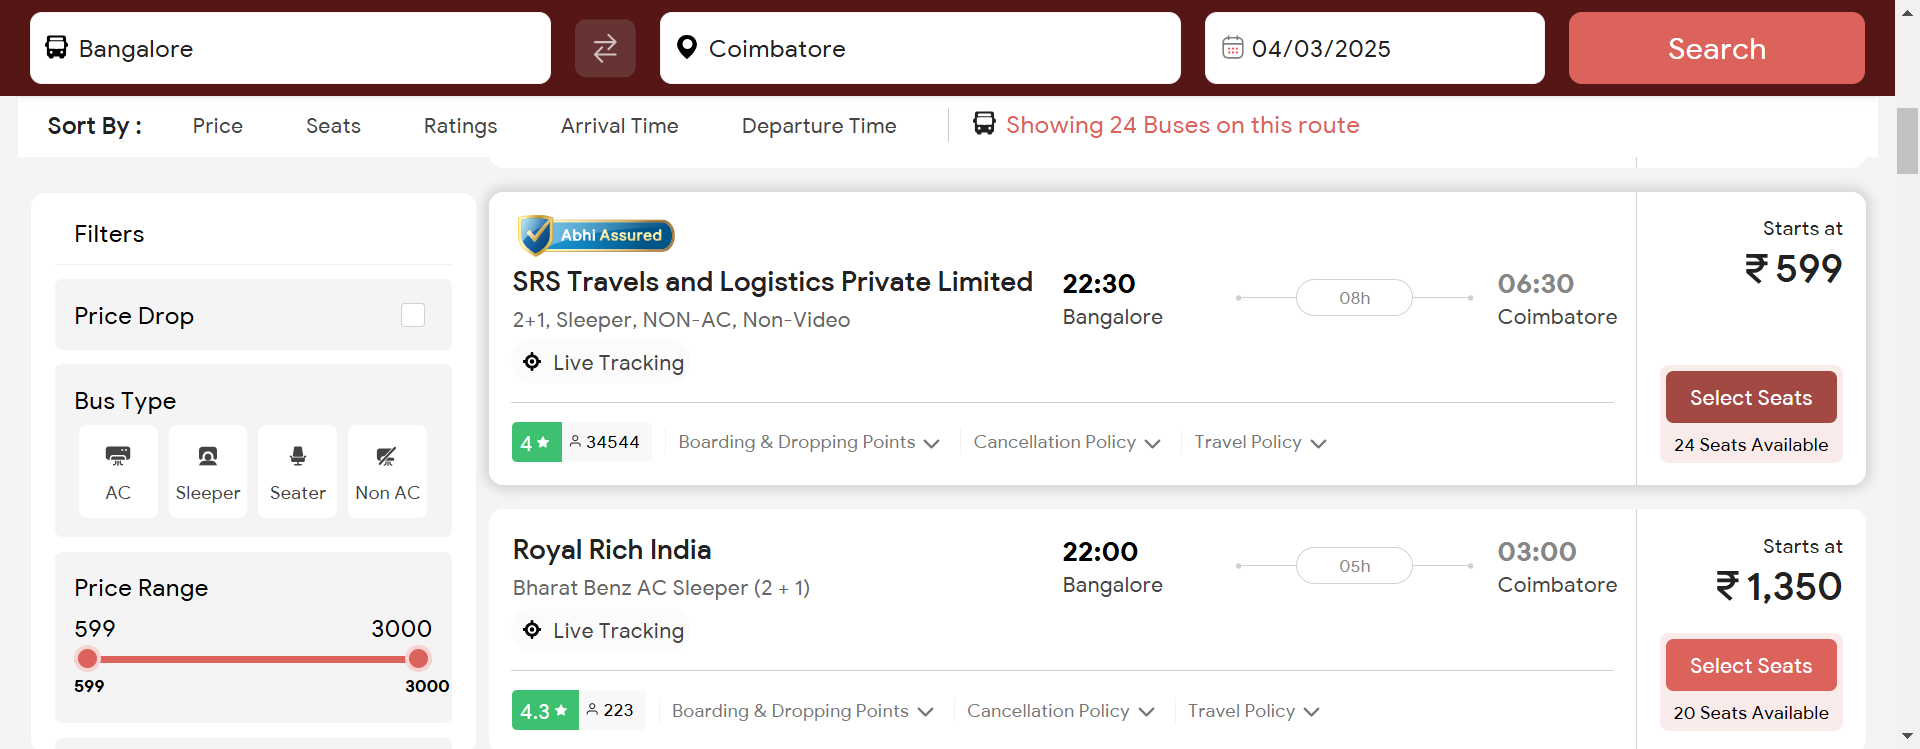 Bangalore
Coimbatore
04/03/2025
Search
Sort By :
Price
Seats
Ratings
Arrival Time
Departure Time
Showing 24 Buses on this route
Filters
Price Drop
Bus Type
AC
Sleeper
Seater
Non AC
Price Range
599
3000
599
3000
Abhi Assured
SRS Travels and Logistics Private Limited
2+1, Sleeper, NON-AC, Non-Video
Live Tracking
22:30
Bangalore
08h
06:30
Coimbatore
Starts at
₹ 599
Select Seats
24 Seats Available
4
34544
Boarding & Dropping Points
Cancellation Policy
Travel Policy
Royal Rich India
Bharat Benz AC Sleeper (2 + 1)
Live Tracking
22:00
Bangalore
05h
03:00
Coimbatore
Starts at
₹ 1,350
Select Seats
20 Seats Available
4.3
223
Boarding & Dropping Points
Cancellation Policy
Travel Policy